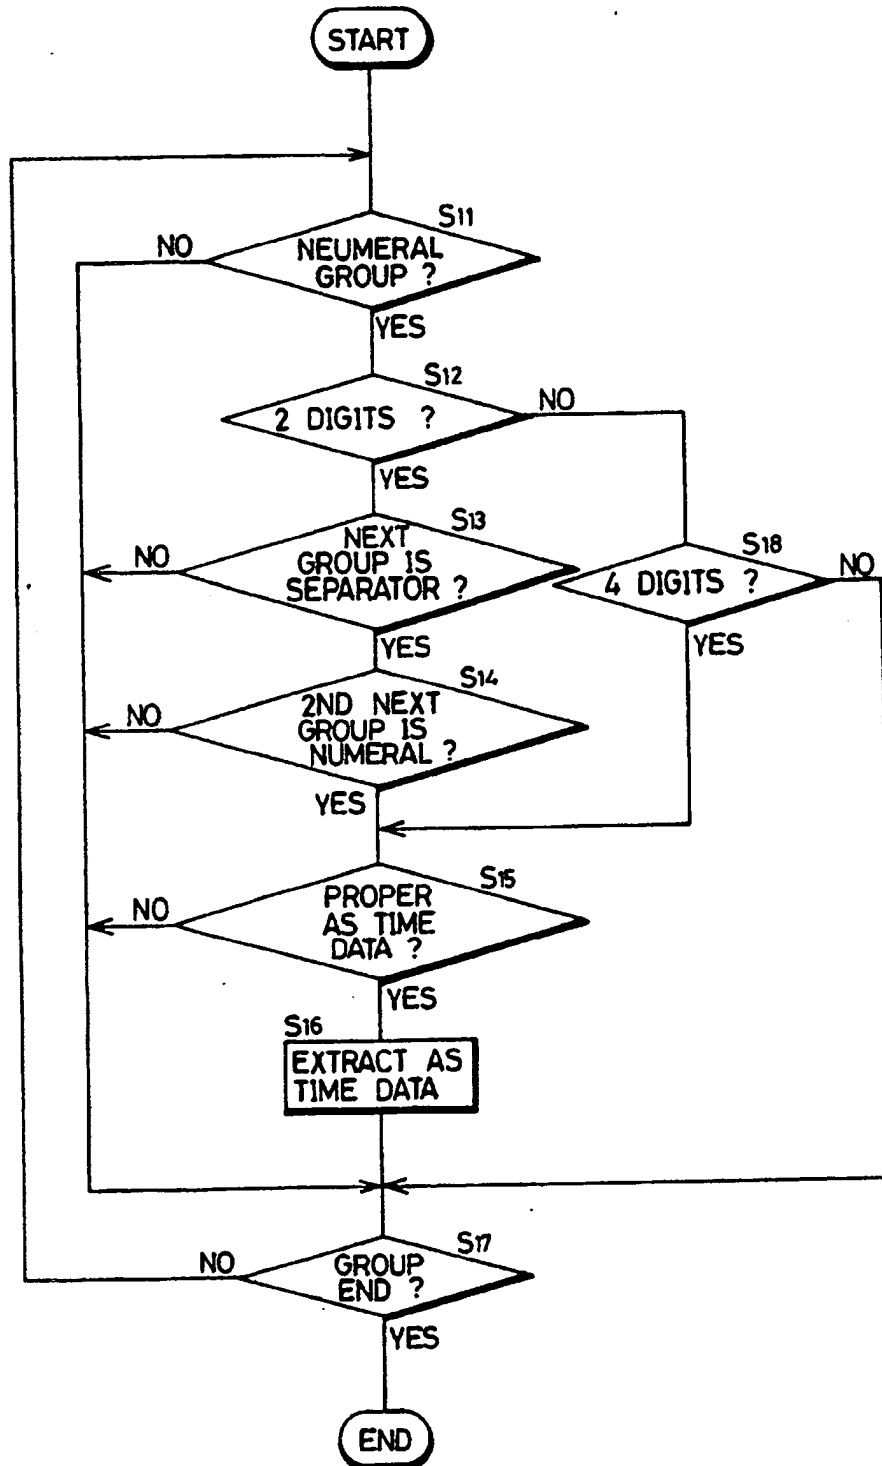 START
S11
NO
NEUMERAL
GROUP ?
YES
S12
2 DIGITS ?
NO
YES
S13
NEXT
GROUP IS
SEPARATOR ?
NO
S18
4 DIGITS ?
NO
YES
YES
S14
2ND NEXT
GROUP IS
NUMERAL ?
NO
YES
S15
PROPER
AS TIME
DATA ?
NO
YES
S16
EXTRACT AS
TIME DATA
S17
NO
GROUP
END ?
YES
END